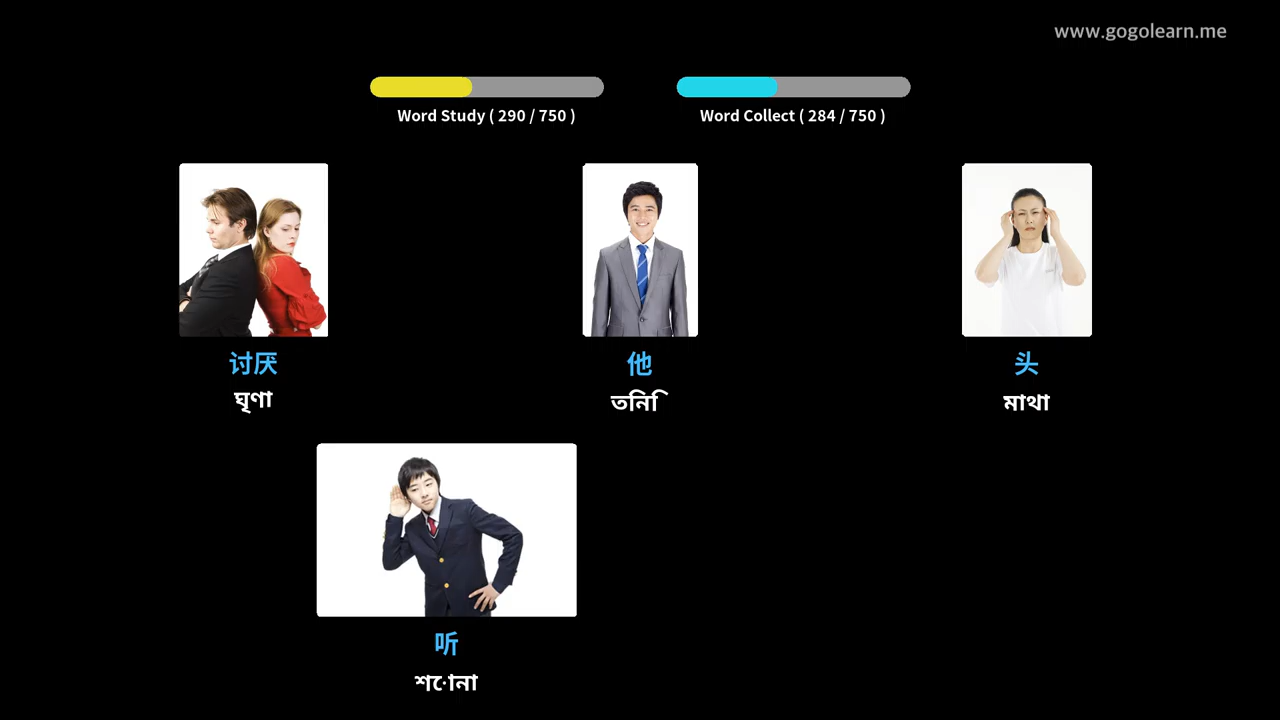 www.gogolearn.me
Word Study ( 290 / 750 )
Word Collect ( 284 / 750 )
讨厌
ঘৃণা
他
তিনি
头
মাথা
听
শোনা